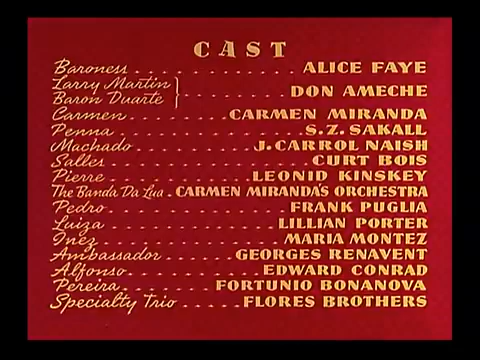 CAST
Baroness . . . . . . . . . . . . . . ALICE FAYE
Larry Martin
Baron Duarte } . . . . . . . . . . DON AMECHE
Carmen . . . . . . . . . . CARMEN MIRANDA
Penna . . . . . . . . . . . . . . . S. Z. SAKALL
Machado . . . . . . . . . . J. CARROL NAISH
Salles . . . . . . . . . . . . . . . CURT BOIS
Pierre . . . . . . . . . . . LEONID KINSKEY
The Banda Da Lua . CARMEN MIRANDA'S ORCHESTRA
Pedro . . . . . . . . . . . . . FRANK PUGLIA
Luiza . . . . . . . . . . . . LILLIAN PORTER
Inez . . . . . . . . . . . . . MARIA MONTEZ
Ambassador . . . . . . . GEORGES RENAVENT
Alfonso . . . . . . . . . . EDWARD CONRAD
Pereira . . . . . . . . FORTUNIO BONANOVA
Specialty Trio . . . . . . FLORES BROTHERS